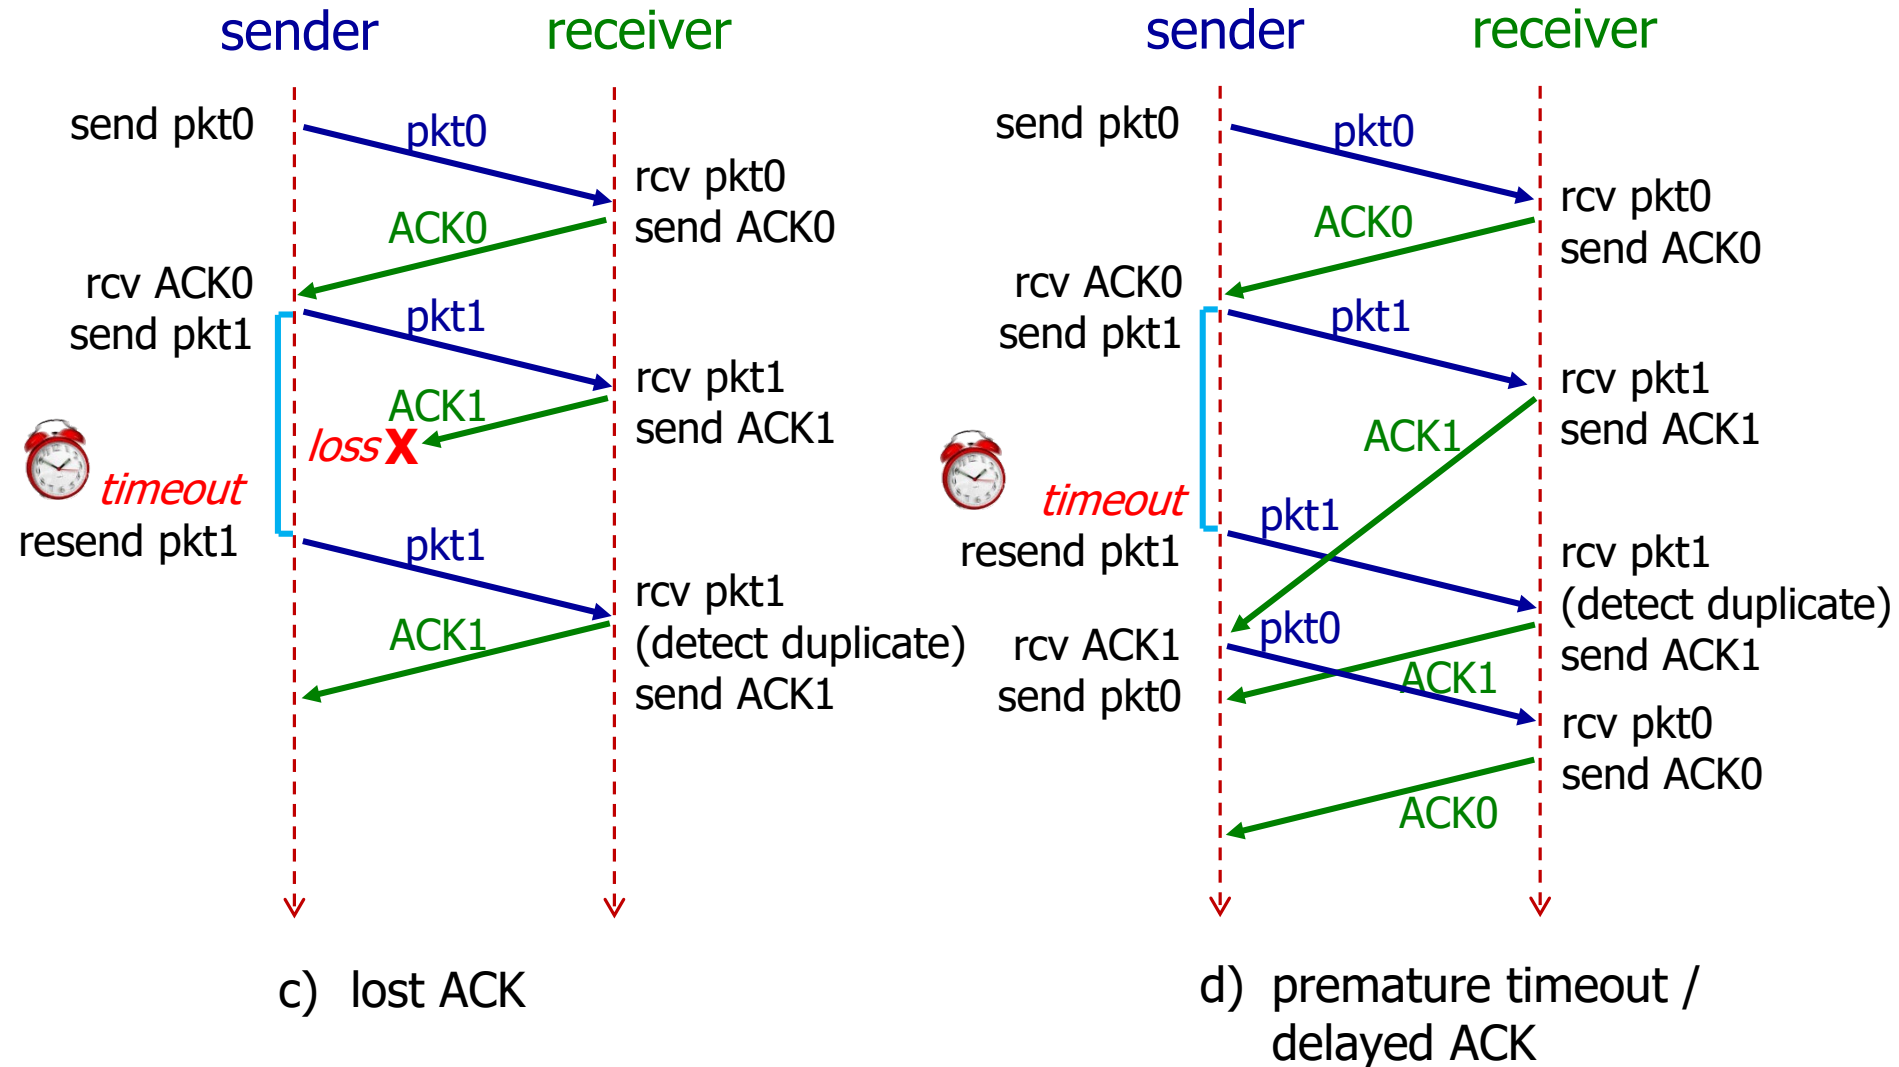 sender
receiver
send pkt0
pkt0
rcv pkt0
send ACK0
ACK0
rcv ACK0
send pkt1
pkt1
rcv pkt1
send ACK1
ACK1
loss X
timeout
resend pkt1
pkt1
rcv pkt1
(detect duplicate)
send ACK1
ACK1
c) lost ACK
sender
receiver
send pkt0
pkt0
rcv pkt0
send ACK0
ACK0
rcv ACK0
send pkt1
pkt1
rcv pkt1
send ACK1
ACK1
timeout
resend pkt1
pkt1
rcv pkt1
(detect duplicate)
send ACK1
rcv ACK1
send pkt0
pkt0
ACK1
rcv pkt0
send ACK0
ACK0
d) premature timeout /
delayed ACK